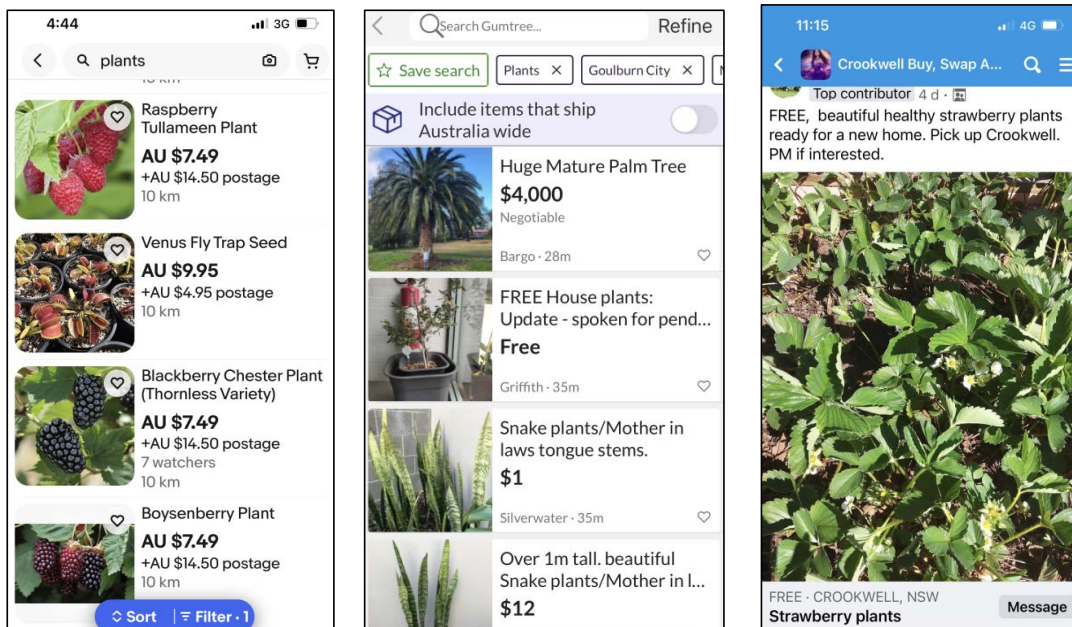 4:44
3G
plants
Raspberry
Tullameen Plant
AU $7.49
+AU $14.50 postage
10 km
Venus Fly Trap Seed
AU $9.95
+AU $4.95 postage
10 km
Blackberry Chester Plant
(Thornless Variety)
AU $7.49
+AU $14.50 postage
7 watchers
10 km
Boysenberry Plant
AU $7.49
+AU $14.50 postage
10 km
Sort Filter · 1
Search Gumtree... Refine
Save search Plants × Goulburn City ×
Include items that ship
Australia wide
Huge Mature Palm Tree
$4,000
Negotiable
Bargo · 28m
FREE House plants:
Update - spoken for pend...
Free
Griffith · 35m
Snake plants/Mother in
laws tongue stems.
$1
Silverwater · 35m
Over 1m tall. beautiful
Snake plants/Mother in l...
$12
11:15 4G
Crookwell Buy, Swap A...
Top contributor 4 d ·
FREE, beautiful healthy strawberry plants
ready for a new home. Pick up Crookwell.
PM if interested.
FREE · CROOKWELL, NSW
Strawberry plants
Message